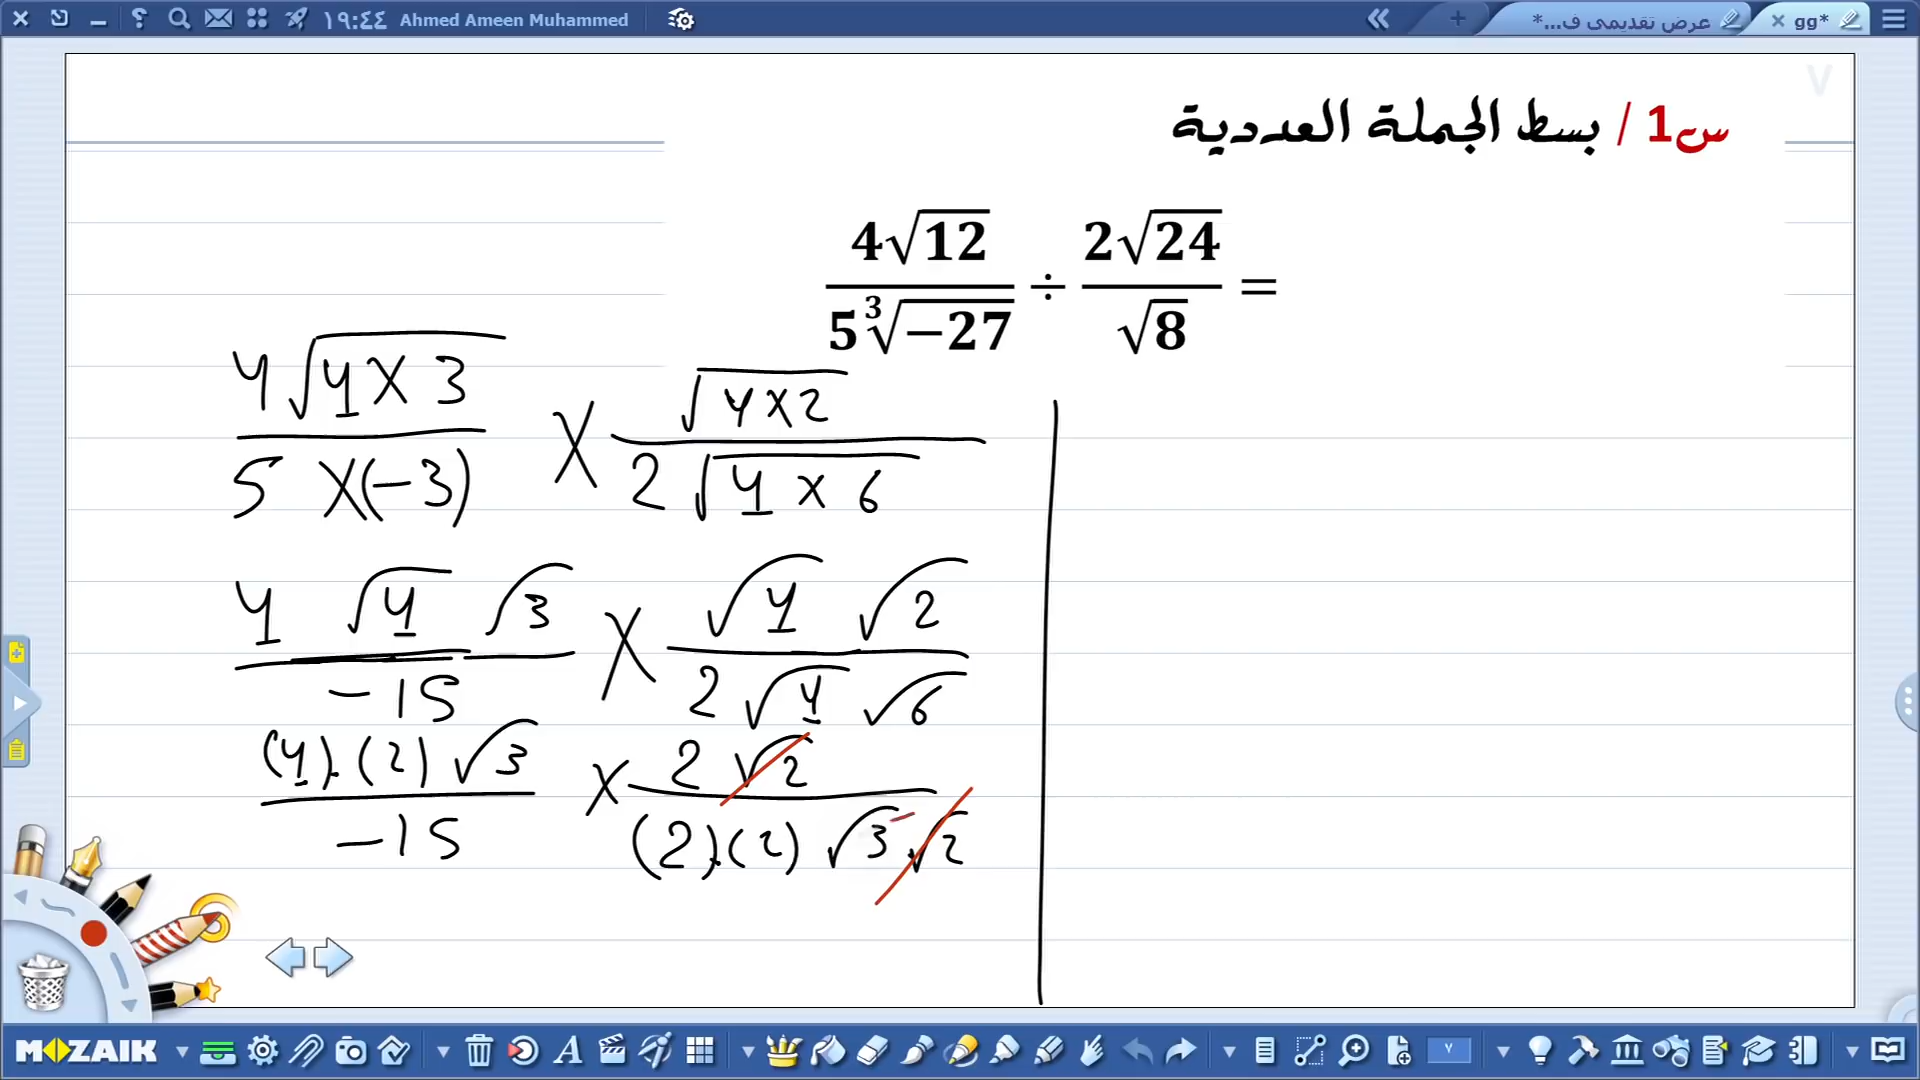 ١٩:٤٤ Ahmed Ameen Muhammed
عرض تقديمي ف...*
gg*
س1 / بسط الجملة العددية
4√12 / 5∛−27 ÷ 2√24 / √8 =
4√(4×3) / 5×(−3) × √(4×2) / 2√(4×6)
4 √4 √3 / −15 × √4 √2 / 2√4 √6
(4).(2)√3 / −15 × 2√2 / (2).(2)√3√2
MOZAIK
٧